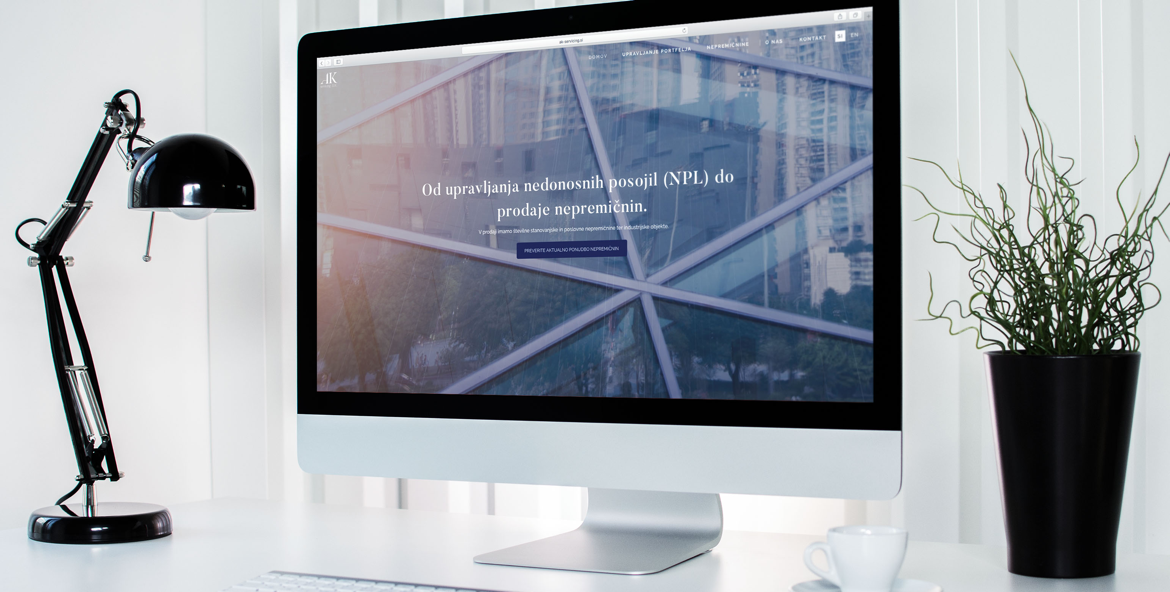 ak-servicing.si
DOMOV UPRAVLJANJE PORTFELJA NEPREMIČNINE O NAS KONTAKT SI EN
AK
Od upravljanja nedonosnih posojil (NPL) do
prodaje nepremičnin.
V prodaji imamo številne stanovanjske in poslovne nepremičnine ter industrijske objekte.
PREVERITE AKTUALNO PONUDBO NEPREMIČNIN